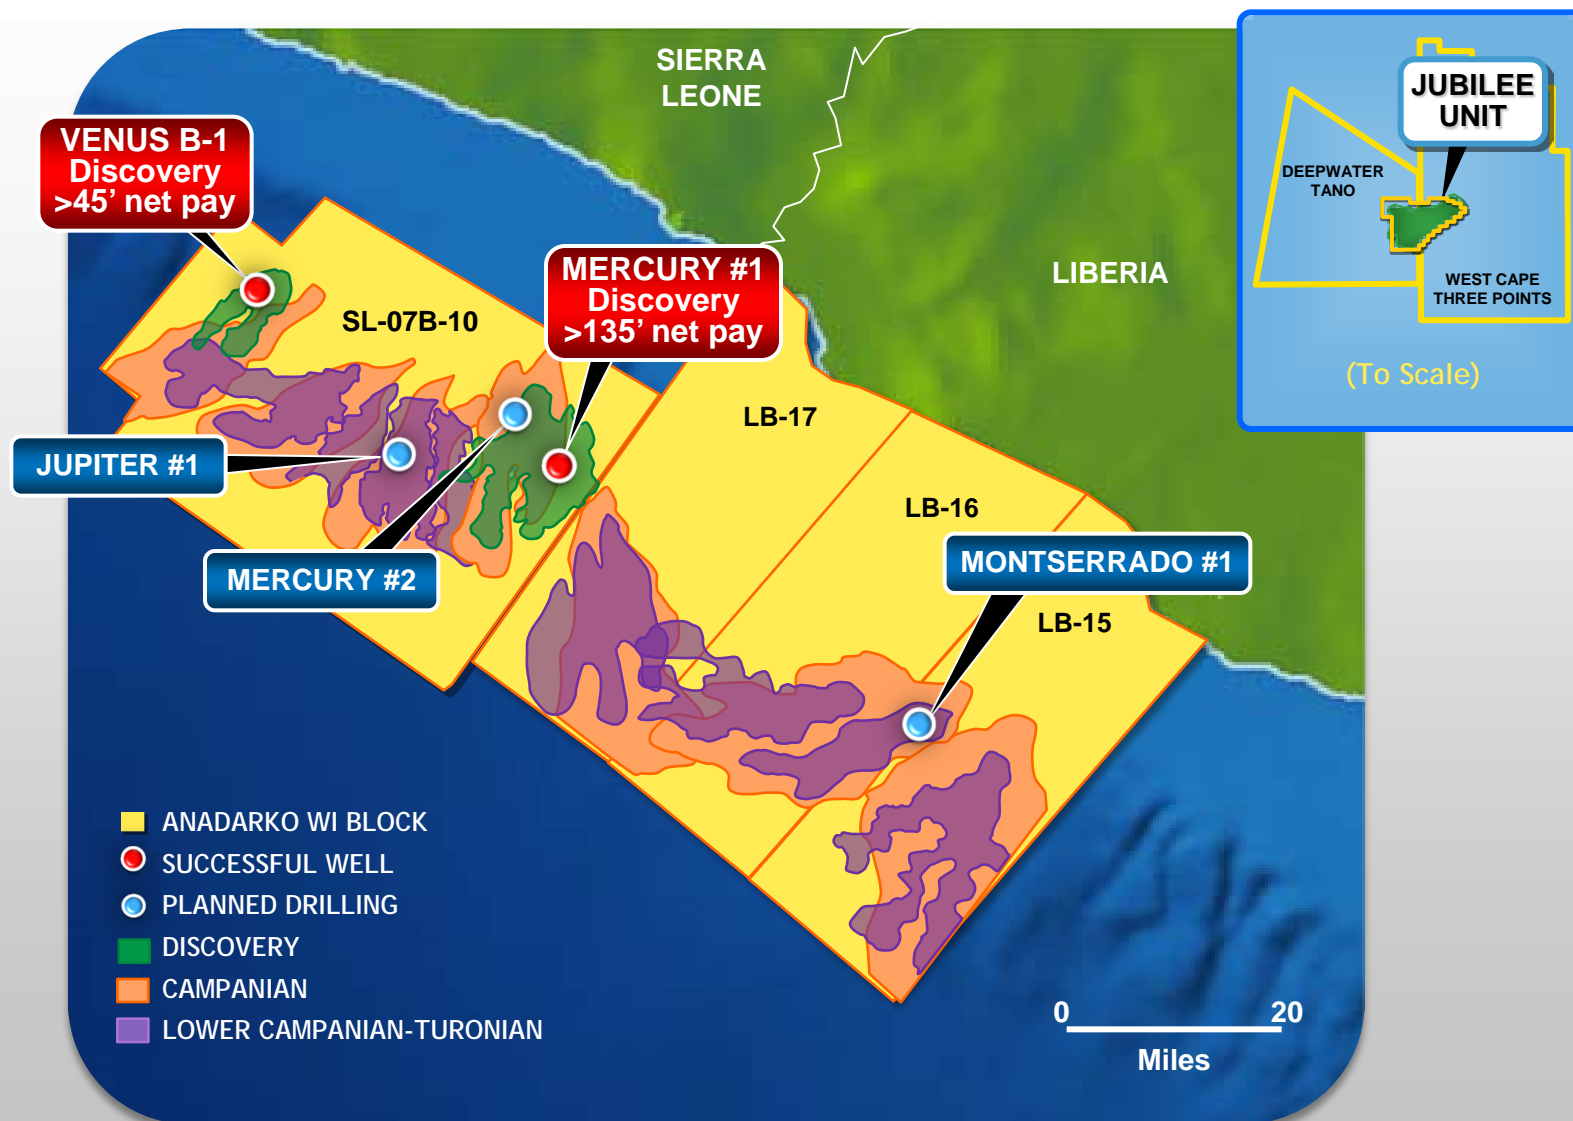 SIERRA
LEONE
JUBILEE
UNIT
DEEPWATER
TANO
WEST CAPE
THREE POINTS
(To Scale)
VENUS B-1
Discovery
>45’ net pay
MERCURY #1
Discovery
>135’ net pay
LIBERIA
SL-07B-10
LB-17
JUPITER #1
LB-16
MERCURY #2
MONTSERRADO #1
LB-15
ANADARKO WI BLOCK
SUCCESSFUL WELL
PLANNED DRILLING
DISCOVERY
CAMPANIAN
LOWER CAMPANIAN-TURONIAN
0 20
Miles